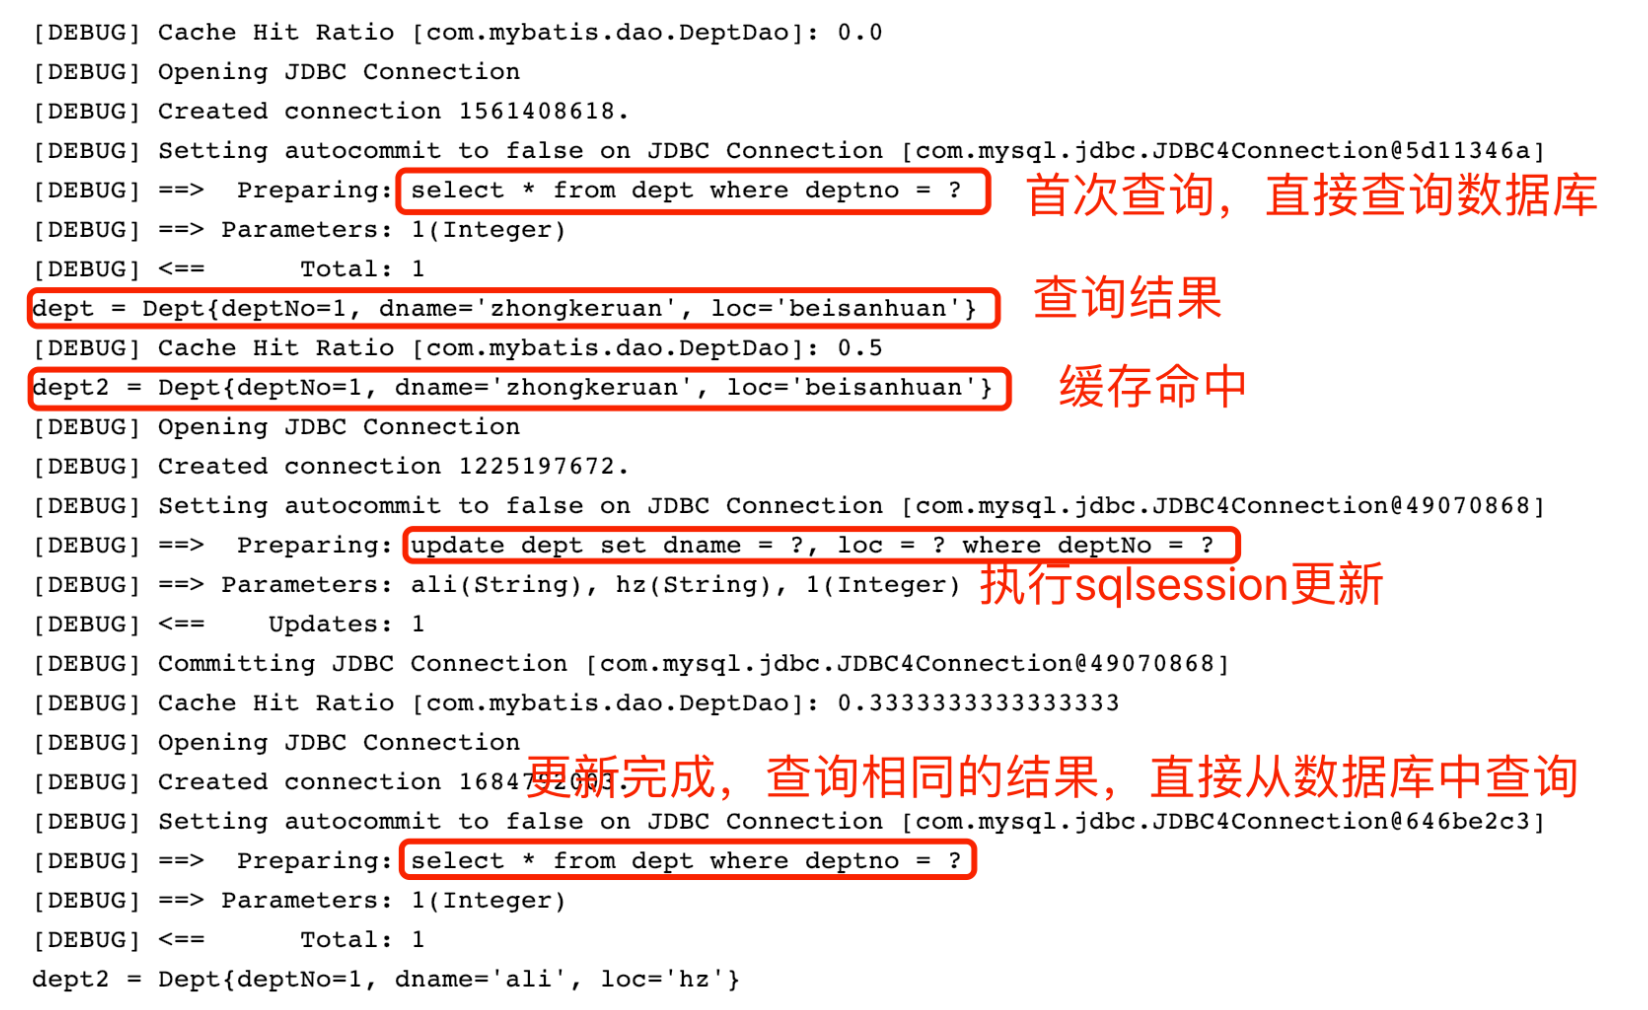 [DEBUG] Cache Hit Ratio [com.mybatis.dao.DeptDao]: 0.0
[DEBUG] Opening JDBC Connection
[DEBUG] Created connection 1561408618.
[DEBUG] Setting autocommit to false on JDBC Connection [com.mysql.jdbc.JDBC4Connection@5d11346a]
[DEBUG] ==>  Preparing: select * from dept where deptno = ? 首次查询，直接查询数据库
[DEBUG] ==> Parameters: 1(Integer)
[DEBUG] <==      Total: 1
dept = Dept{deptNo=1, dname='zhongkeruan', loc='beisanhuan'} 查询结果
[DEBUG] Cache Hit Ratio [com.mybatis.dao.DeptDao]: 0.5
dept2 = Dept{deptNo=1, dname='zhongkeruan', loc='beisanhuan'} 缓存命中
[DEBUG] Opening JDBC Connection
[DEBUG] Created connection 1225197672.
[DEBUG] Setting autocommit to false on JDBC Connection [com.mysql.jdbc.JDBC4Connection@49070868]
[DEBUG] ==>  Preparing: update dept set dname = ?, loc = ? where deptNo = ?
[DEBUG] ==> Parameters: ali(String), hz(String), 1(Integer) 执行sqlsession更新
[DEBUG] <==    Updates: 1
[DEBUG] Committing JDBC Connection [com.mysql.jdbc.JDBC4Connection@49070868]
[DEBUG] Cache Hit Ratio [com.mybatis.dao.DeptDao]: 0.3333333333333333
[DEBUG] Opening JDBC Connection
[DEBUG] Created connection 更新完成，查询相同的结果，直接从数据库中查询
[DEBUG] Setting autocommit to false on JDBC Connection [com.mysql.jdbc.JDBC4Connection@646be2c3]
[DEBUG] ==>  Preparing: select * from dept where deptno = ?
[DEBUG] ==> Parameters: 1(Integer)
[DEBUG] <==      Total: 1
dept2 = Dept{deptNo=1, dname='ali', loc='hz'}